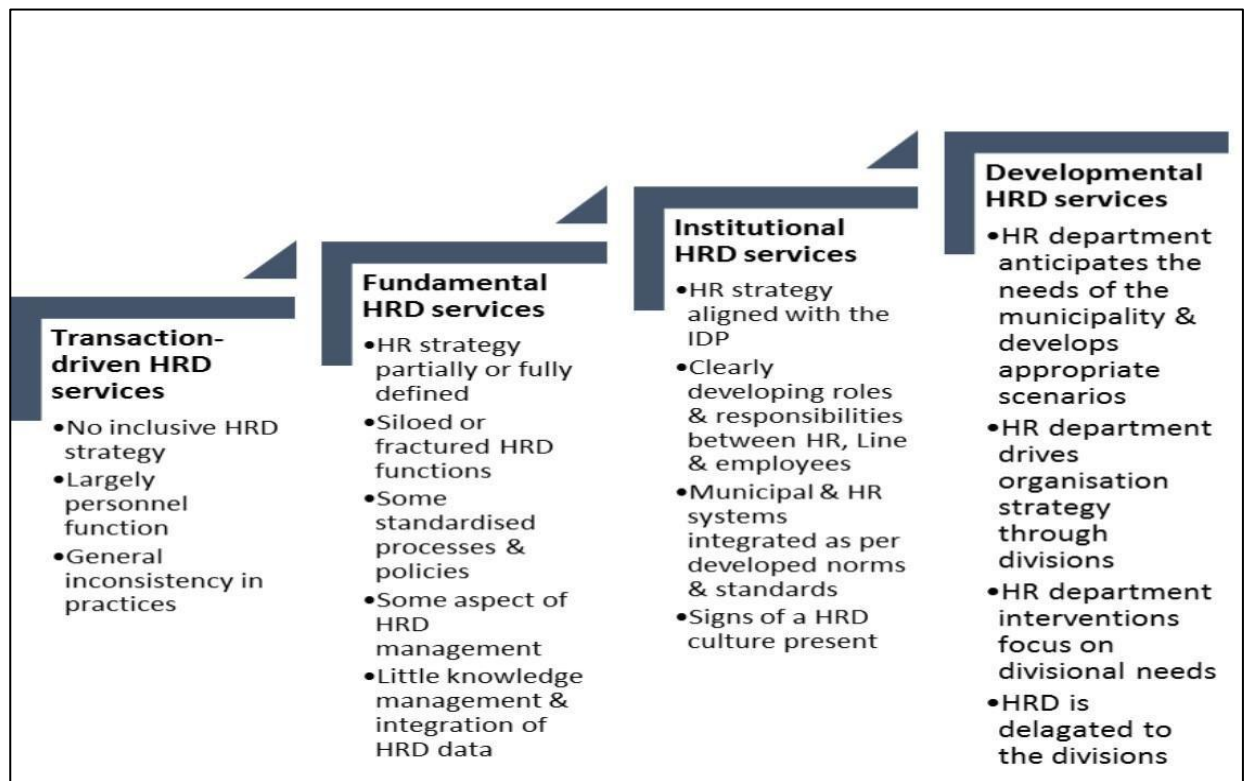 Transaction-
driven HRD
services
•No inclusive HRD
strategy
•Largely
personnel
function
•General
inconsistency in
practices
Fundamental
HRD services
•HR strategy
partially or fully
defined
•Siloed or
fractured HRD
functions
•Some
standardised
processes &
policies
•Some aspect of
HRD
management
•Little knowledge
management &
integration of
HRD data
Institutional
HRD services
•HR strategy
aligned with the
IDP
•Clearly
developing roles
& responsibilities
between HR, Line
& employees
•Municipal & HR
systems
integrated as per
developed norms
& standards
•Signs of a HRD
culture present
Developmental
HRD services
•HR department
anticipates the
needs of the
municipality &
develops
appropriate
scenarios
•HR department
drives
organisation
strategy
through
divisions
•HR department
interventions
focus on
divisional needs
•HRD is
delagated to
the divisions